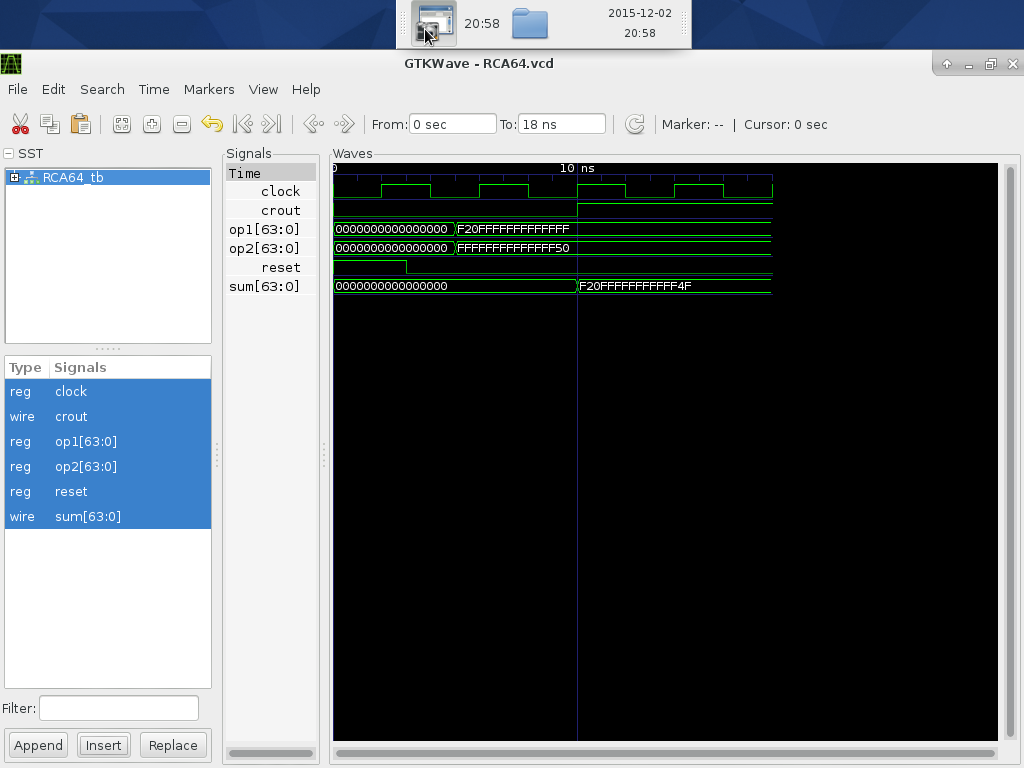 20:58
2015-12-02
20:58
GTKWave - RCA64.vcd
File Edit Search Time Markers View Help
From: 0 sec To: 18 ns Marker: -- | Cursor: 0 sec
SST
RCA64_tb
Type Signals
reg clock
wire crout
reg op1[63:0]
reg op2[63:0]
reg reset
wire sum[63:0]
Filter:
Append Insert Replace
Signals
Time
clock
crout
op1[63:0]
op2[63:0]
reset
sum[63:0]
Waves
0 10 ns
0000000000000000 F20FFFFFFFFFFFFF
0000000000000000 FFFFFFFFFFFFFF50
0000000000000000 F20FFFFFFFFFFF4F